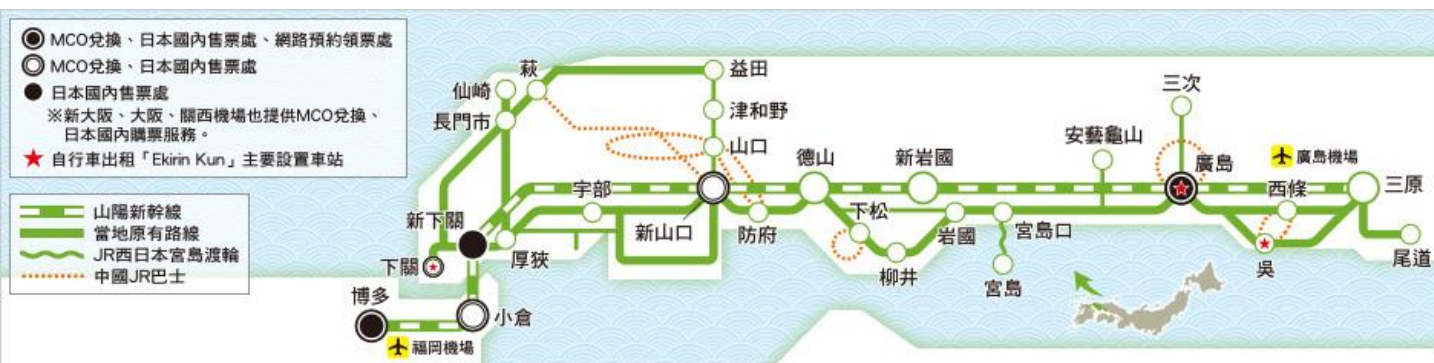 MCO兌換、日本國內售票處、網路預約領票處
MCO兌換、日本國內售票處
日本國內售票處
※新大阪、大阪、關西機場也提供MCO兌換、
日本國內購票服務。
自行車出租「Ekirin Kun」主要設置車站
山陽新幹線
當地原有路線
JR西日本宮島渡輪
中國JR巴士
萩
仙崎
長門市
益田
津和野
山口
宇部
新下關
下關
厚狹
新山口
防府
博多
小倉
福岡機場
德山
新岩國
下松
柳井
岩國
宮島口
宮島
安藝龜山
三次
廣島
廣島機場
西條
三原
吳
尾道